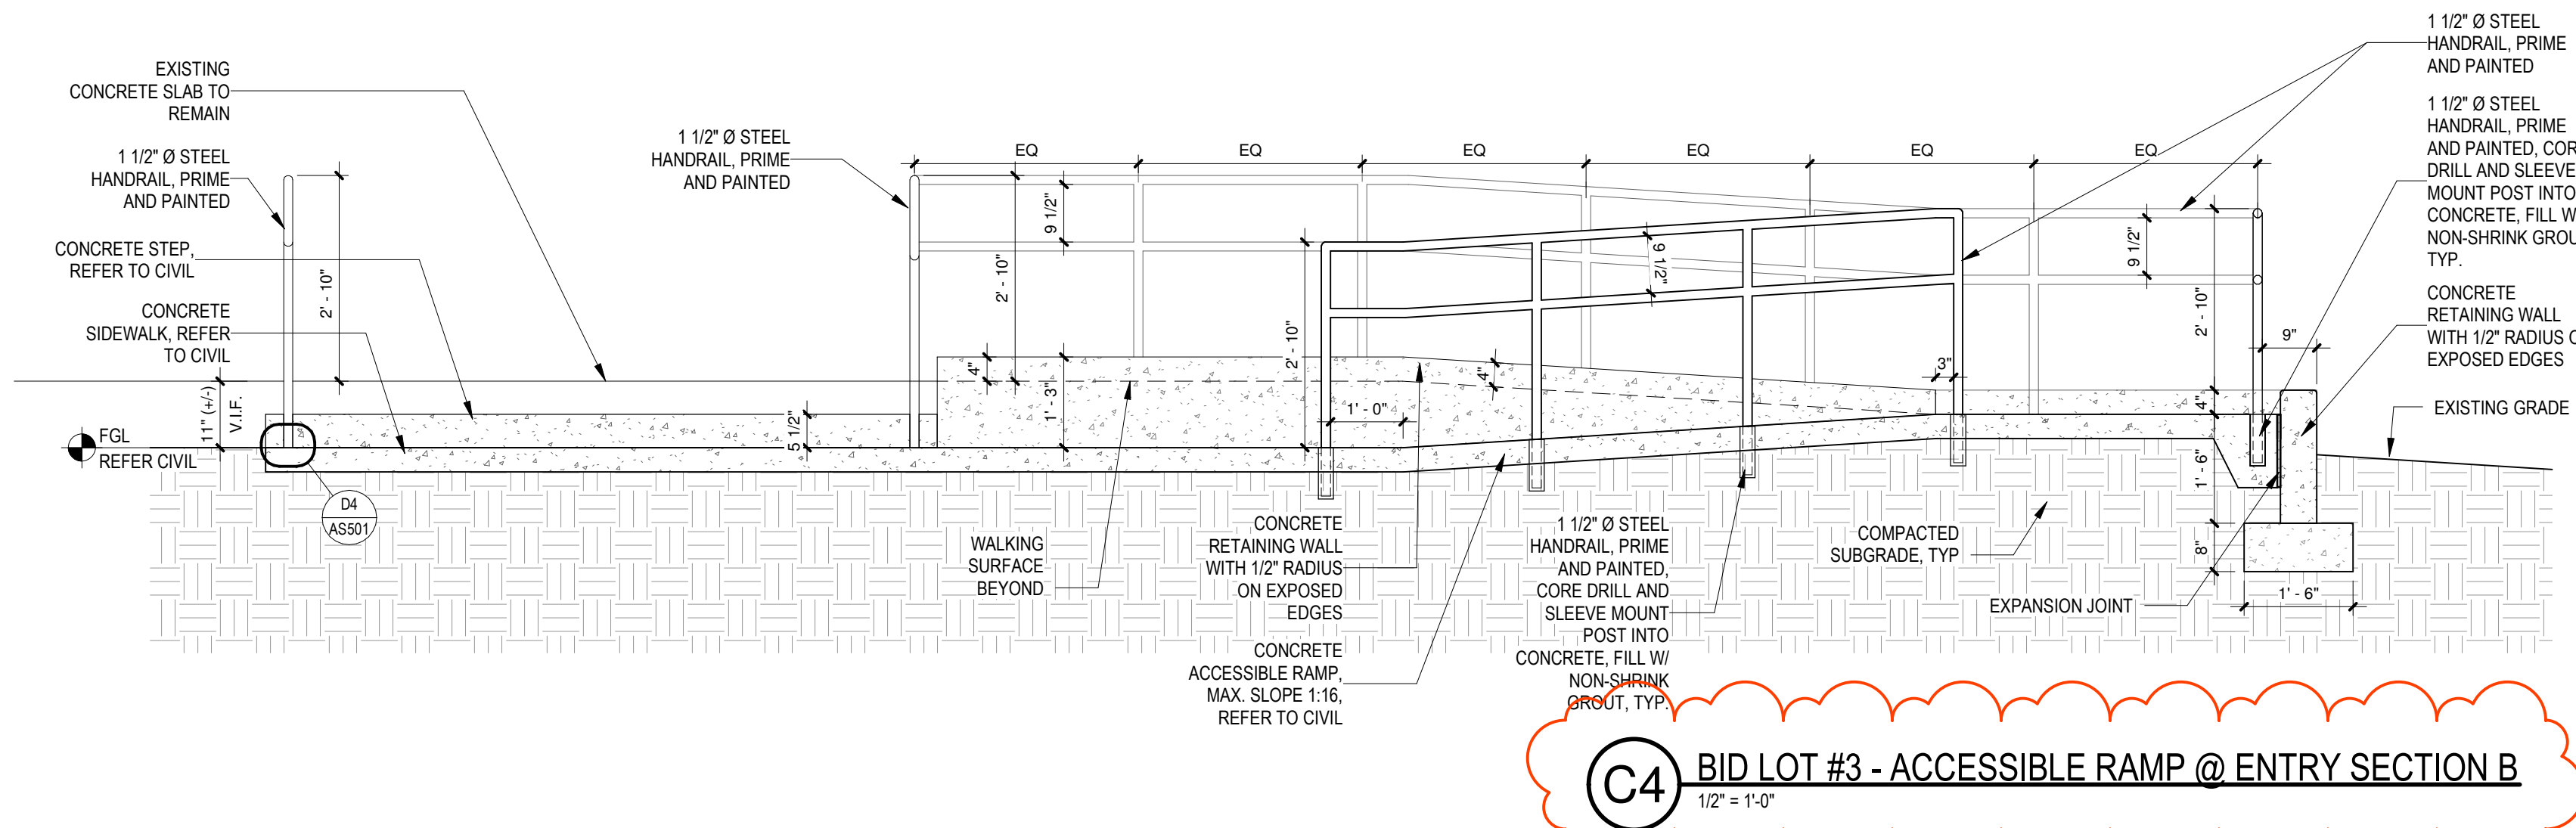 EXISTING
CONCRETE SLAB TO
REMAIN
1 1/2" Ø STEEL
HANDRAIL, PRIME
AND PAINTED
CONCRETE STEP,
REFER TO CIVIL
CONCRETE
SIDEWALK, REFER
TO CIVIL
2' - 10"
11" (+/-)
V.I.F.
FGL
REFER CIVIL
D4
AS501
1 1/2" Ø STEEL
HANDRAIL, PRIME
AND PAINTED
EQ EQ EQ EQ EQ EQ
9 1/2"
2' - 10"
4"
1' - 3"
5 1/2"
2' - 10"
1' - 0"
4"
9 1/2"
3"
9 1/2"
2' - 10"
9"
4"
1' - 6"
8"
1' - 6"
WALKING
SURFACE
BEYOND
CONCRETE
RETAINING WALL
WITH 1/2" RADIUS
ON EXPOSED
EDGES
CONCRETE
ACCESSIBLE RAMP,
MAX. SLOPE 1:16,
REFER TO CIVIL
1 1/2" Ø STEEL
HANDRAIL, PRIME
AND PAINTED,
CORE DRILL AND
SLEEVE MOUNT
POST INTO
CONCRETE, FILL W/
NON-SHRINK
GROUT, TYP.
COMPACTED
SUBGRADE, TYP
EXPANSION JOINT
1 1/2" Ø STEEL
HANDRAIL, PRIME
AND PAINTED
1 1/2" Ø STEEL
HANDRAIL, PRIME
AND PAINTED, COR
DRILL AND SLEEVE
MOUNT POST INTO
CONCRETE, FILL W
NON-SHRINK GROU
TYP.
CONCRETE
RETAINING WALL
WITH 1/2" RADIUS O
EXPOSED EDGES
EXISTING GRADE
C4
BID LOT #3 - ACCESSIBLE RAMP @ ENTRY SECTION B
1/2" = 1'-0"